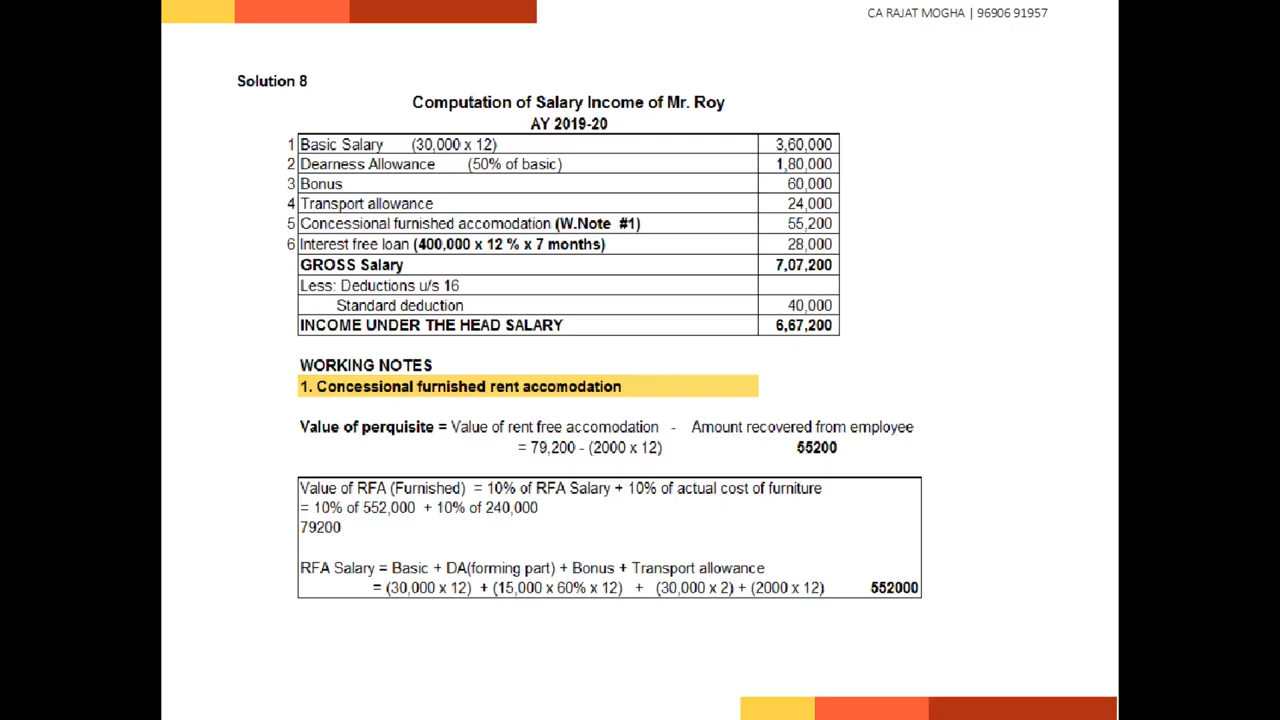 CA RAJAT MOGHA | 96906 91957
Solution 8
Computation of Salary Income of Mr. Roy
AY 2019-20
1 Basic Salary (30,000 x 12) 3,60,000
2 Dearness Allowance (50% of basic) 1,80,000
3 Bonus 60,000
4 Transport allowance 24,000
5 Concessional furnished accomodation (W.Note #1) 55,200
6 Interest free loan (400,000 x 12 % x 7 months) 28,000
GROSS Salary 7,07,200
Less: Deductions u/s 16
Standard deduction 40,000
INCOME UNDER THE HEAD SALARY 6,67,200
WORKING NOTES
1. Concessional furnished rent accomodation
Value of perquisite = Value of rent free accomodation - Amount recovered from employee
= 79,200 - (2000 x 12) 55200
Value of RFA (Furnished) = 10% of RFA Salary + 10% of actual cost of furniture
= 10% of 552,000 + 10% of 240,000
79200
RFA Salary = Basic + DA(forming part) + Bonus + Transport allowance
= (30,000 x 12) + (15,000 x 60% x 12) + (30,000 x 2) + (2000 x 12) 552000